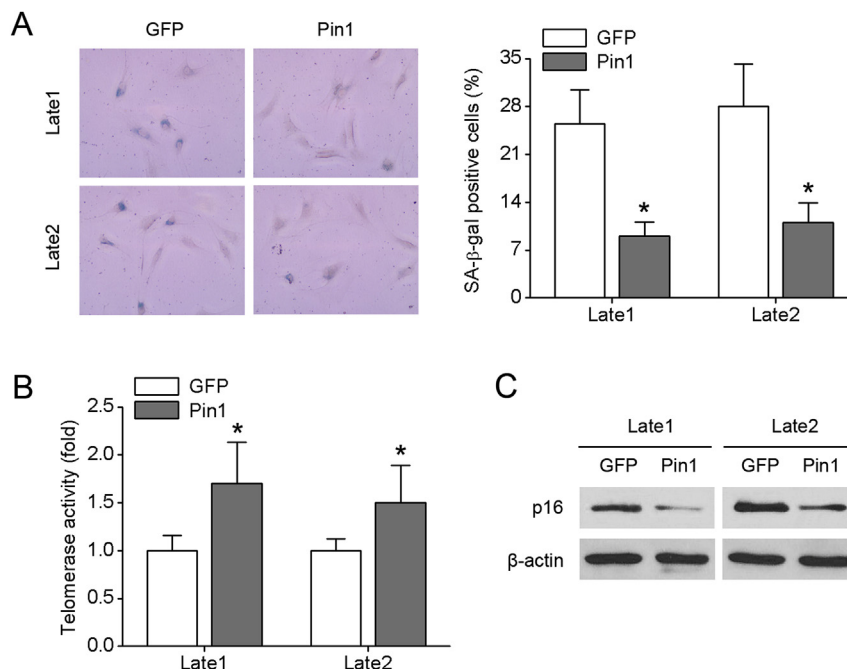 A
GFP
Pin1
Late1
Late2
SA-β-gal positive cells (%)
35
28
21
14
7
0
GFP
Pin1
*
*
Late1
Late2
B
Telomerase activity (fold)
2.5
2.0
1.5
1.0
0.5
0.0
GFP
Pin1
*
*
Late1
Late2
C
Late1
Late2
GFP
Pin1
GFP
Pin1
p16
β-actin